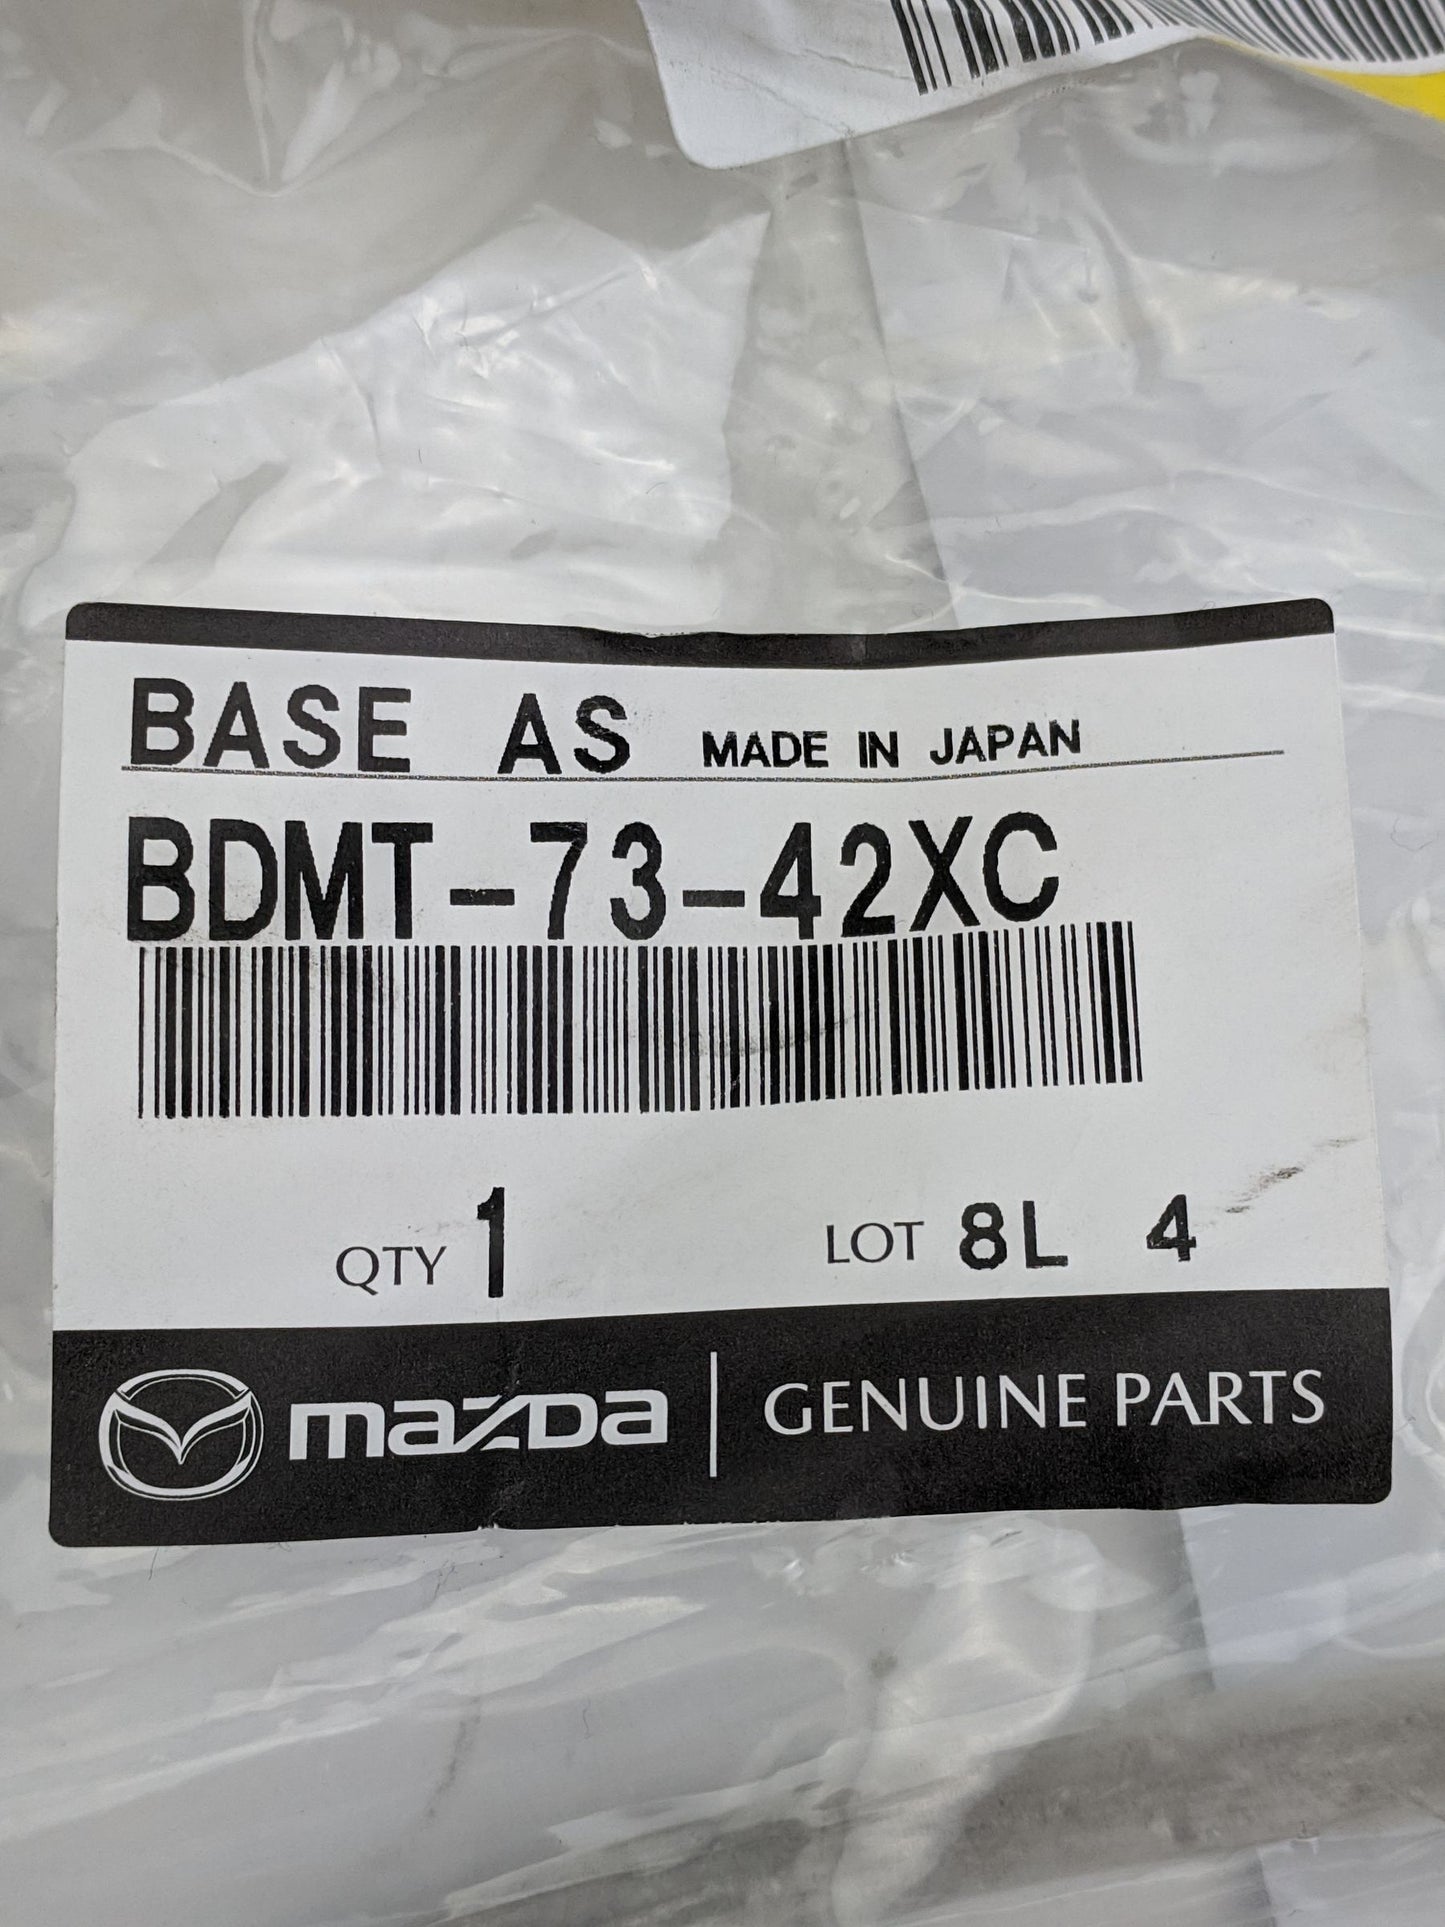 BASE AS MADE IN JAPAN
BDMT-73-42XC
QTY 1 LOT 8L 4
mazda GENUINE PARTS